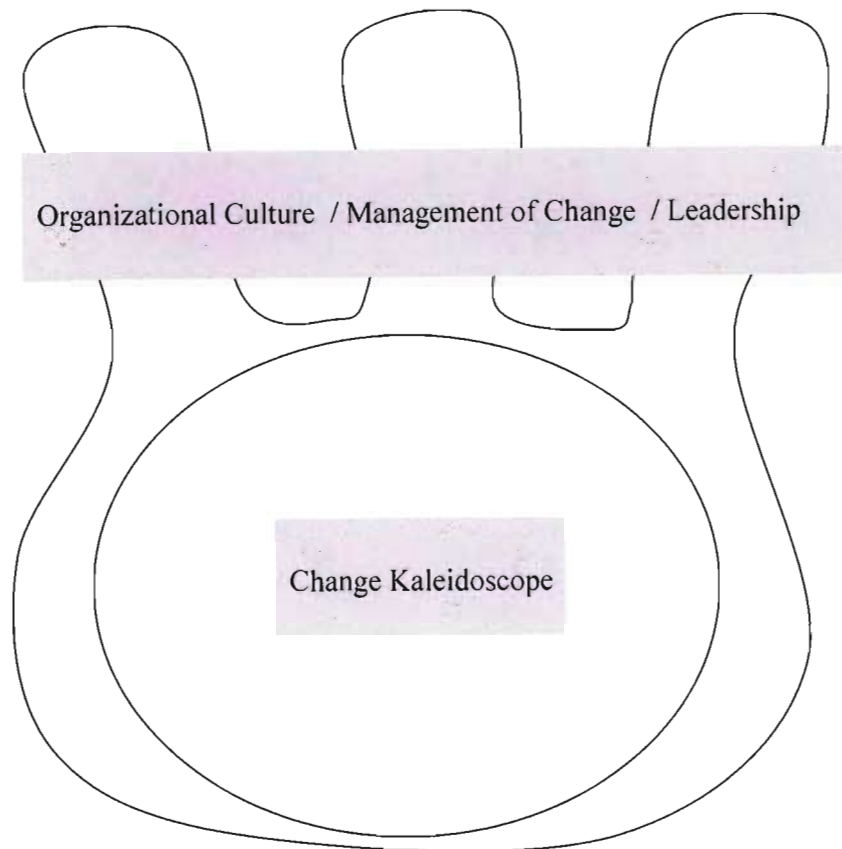 Organizational Culture / Management of Change / Leadership
Change Kaleidoscope